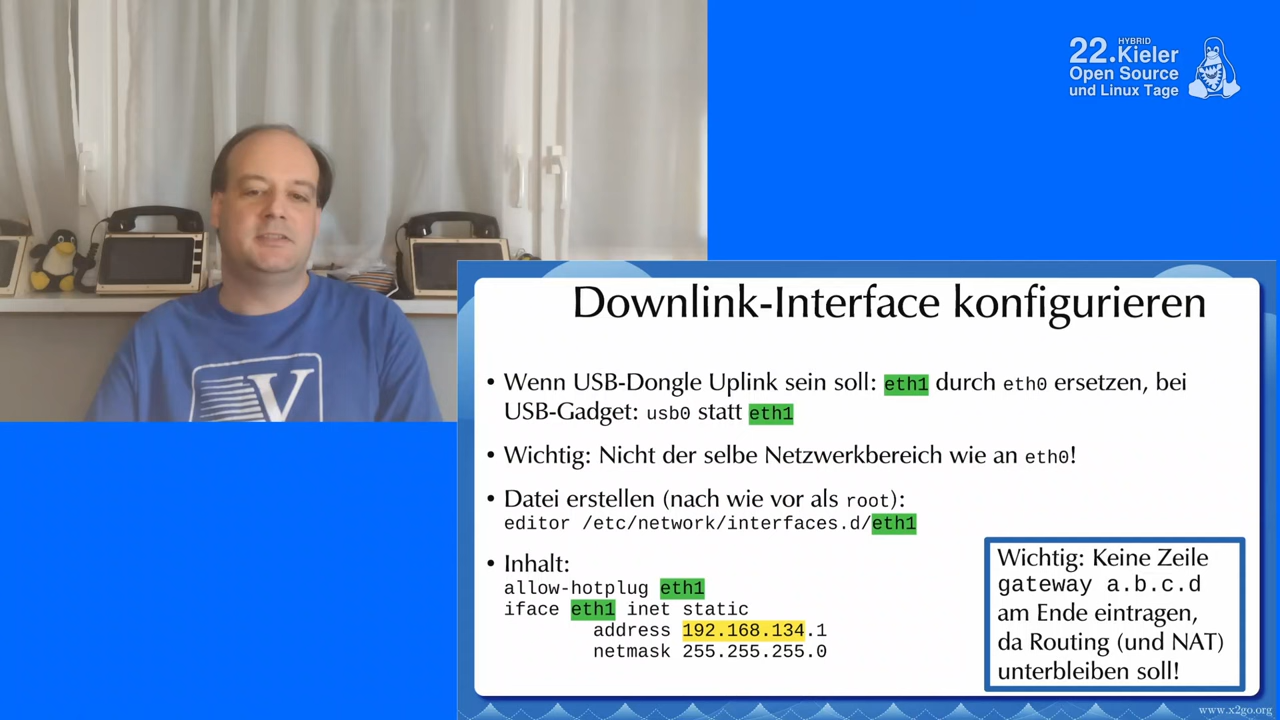 HYBRID
22.Kieler
Open Source
und Linux Tage
Downlink-Interface konfigurieren
• Wenn USB-Dongle Uplink sein soll: eth1 durch eth0 ersetzen, bei
USB-Gadget: usb0 statt eth1
• Wichtig: Nicht der selbe Netzwerkbereich wie an eth0!
• Datei erstellen (nach wie vor als root):
editor /etc/network/interfaces.d/eth1
• Inhalt:
allow-hotplug eth1
iface eth1 inet static
address 192.168.134.1
netmask 255.255.255.0
Wichtig: Keine Zeile
gateway a.b.c.d
am Ende eintragen,
da Routing (und NAT)
unterbleiben soll!
www.x2go.org